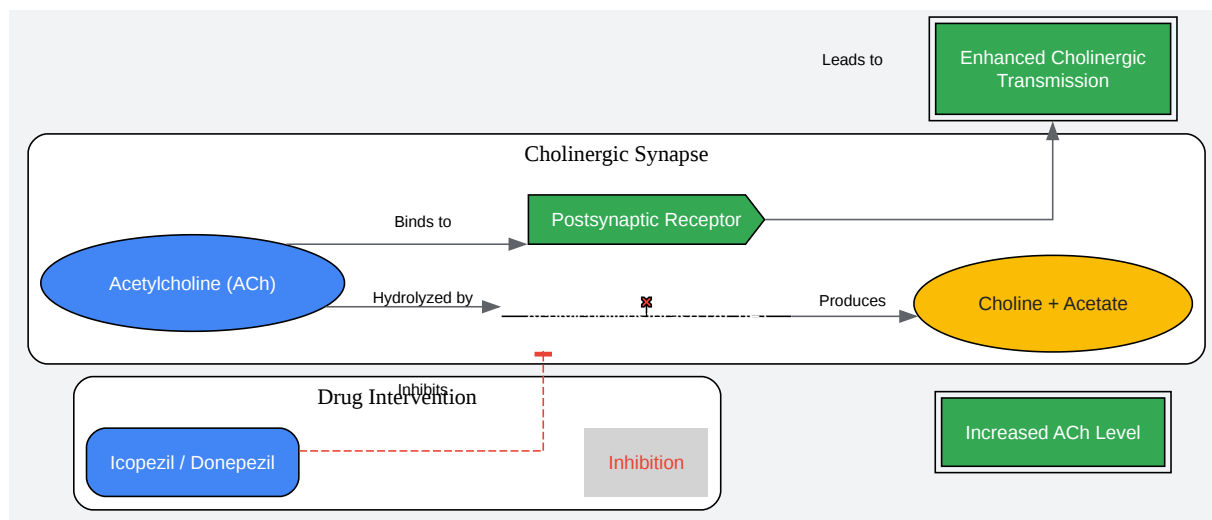 Leads to
Enhanced Cholinergic
Transmission
Cholinergic Synapse
Binds to
Postsynaptic Receptor
Acetylcholine (ACh)
Hydrolyzed by
Produces
Choline + Acetate
Inhibits
Drug Intervention
Icopezil / Donepezil
Inhibition
Increased ACh Level